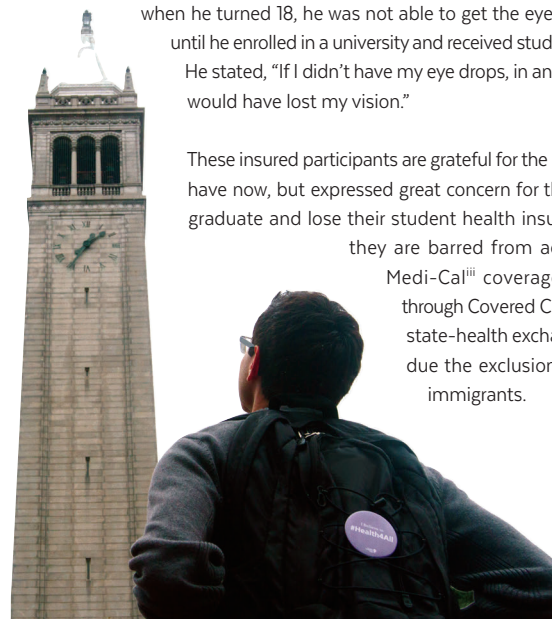 when he turned 18, he was not able to get the eye
until he enrolled in a university and received stud
He stated, “If I didn’t have my eye drops, in an
would have lost my vision.”
These insured participants are grateful for the
have now, but expressed great concern for th
graduate and lose their student health insu
they are barred from ac
Medi-Caliii coverag
through Covered C
state-health excha
due the exclusion
immigrants.
#Health4All